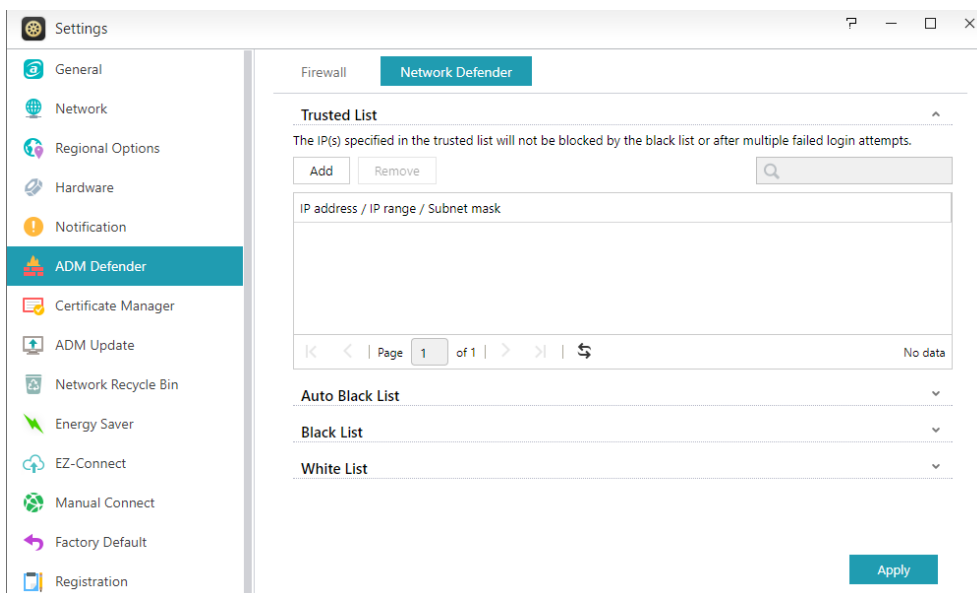 Settings
General
Network
Regional Options
Hardware
Notification
ADM Defender
Certificate Manager
ADM Update
Network Recycle Bin
Energy Saver
EZ-Connect
Manual Connect
Factory Default
Registration
Firewall
Network Defender
Trusted List
The IP(s) specified in the trusted list will not be blocked by the black list or after multiple failed login attempts.
Add
Remove
IP address / IP range / Subnet mask
Page 1 of 1
No data
Auto Black List
Black List
White List
Apply